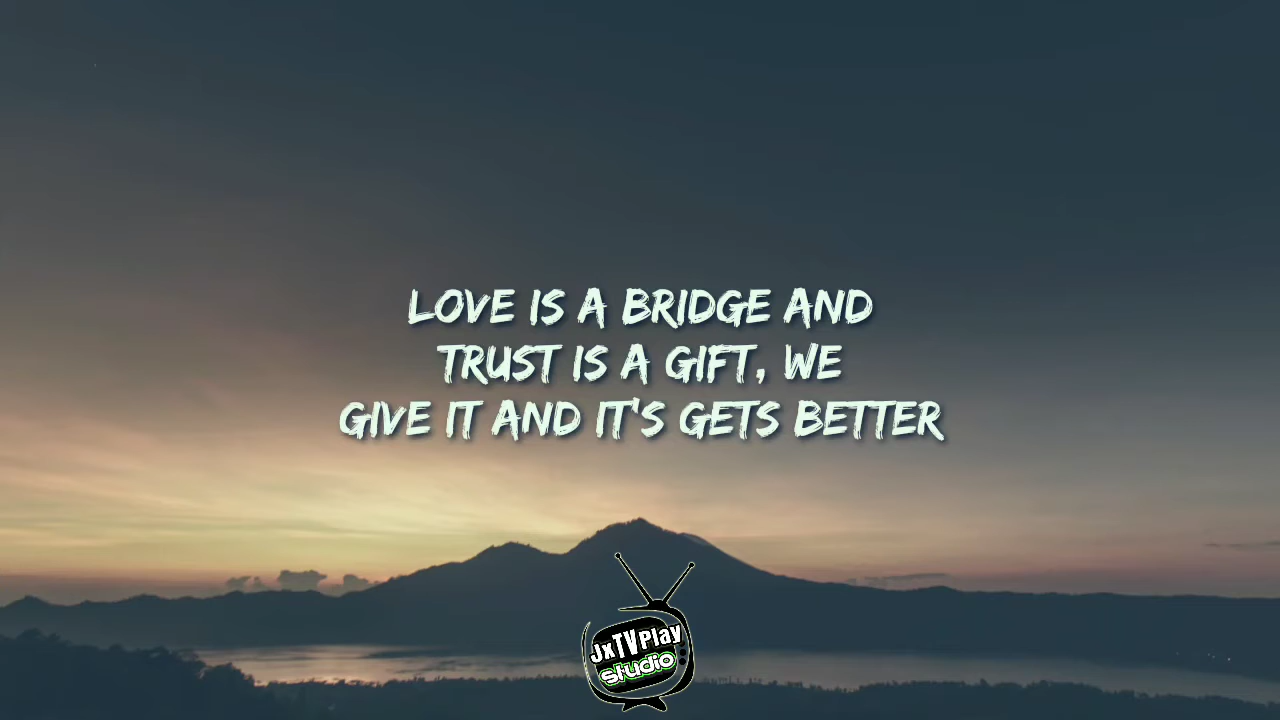 LOVE IS A BRIDGE AND
TRUST IS A GIFT, WE
GIVE IT AND IT'S GETS BETTER
JxTVPlay
studio